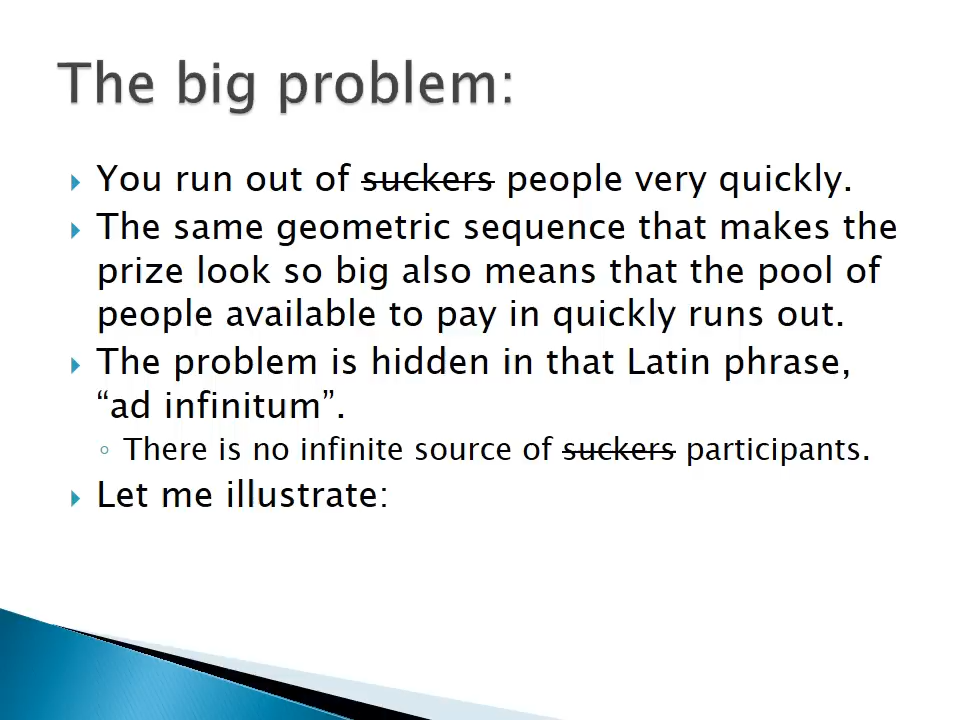 The big problem:
You run out of suckers people very quickly.
The same geometric sequence that makes the
prize look so big also means that the pool of
people available to pay in quickly runs out.
The problem is hidden in that Latin phrase,
“ad infinitum”.
There is no infinite source of suckers participants.
Let me illustrate: